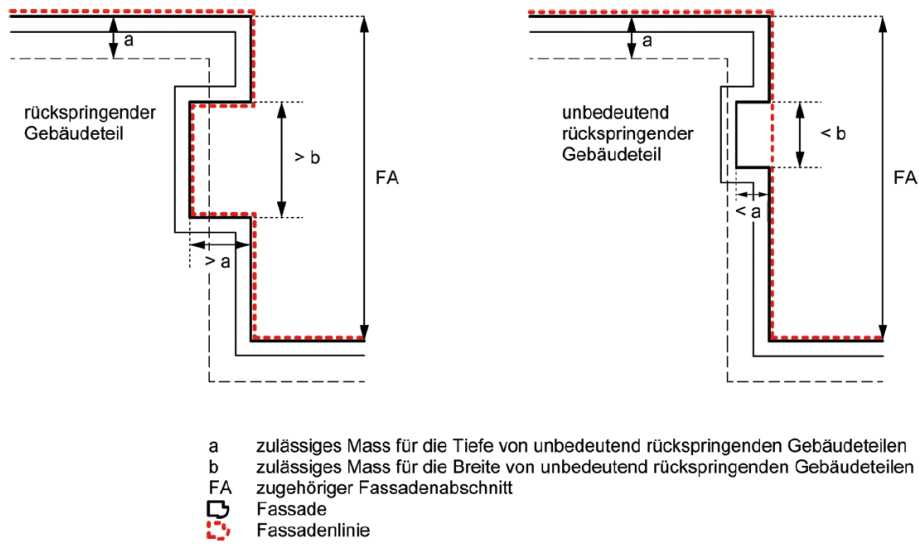 a
rückspringender
Gebäudeteil
> b
FA
> a
a
unbedeutend
rückspringender
Gebäudeteil
< b
FA
< a
a zulässiges Mass für die Tiefe von unbedeutend rückspringenden Gebäudeteilen
b zulässiges Mass für die Breite von unbedeutend rückspringenden Gebäudeteilen
FA zugehöriger Fassadenabschnitt
Fassade
Fassadenlinie